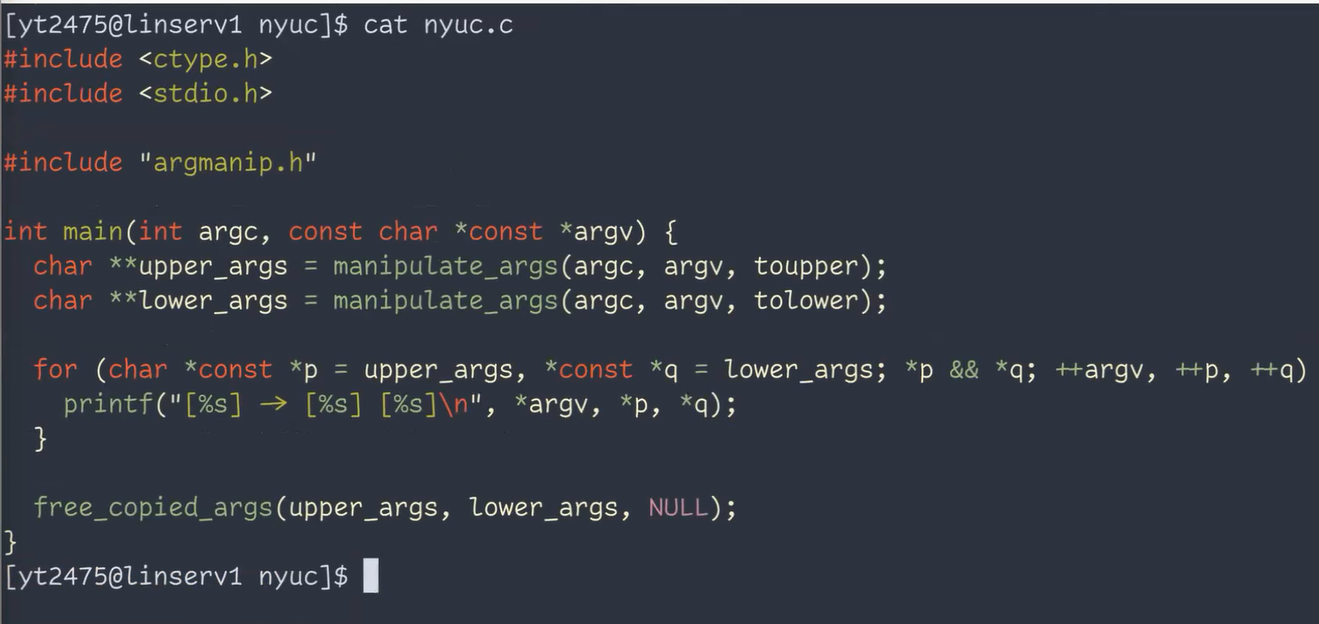 [yt2475@linserv1 nyuc]$ cat nyuc.c
#include <ctype.h>
#include <stdio.h>

#include "argmanip.h"

int main(int argc, const char *const *argv) {
  char **upper_args = manipulate_args(argc, argv, toupper);
  char **lower_args = manipulate_args(argc, argv, tolower);

  for (char *const *p = upper_args, *const *q = lower_args; *p && *q; ++argv, ++p, ++q)
    printf("[%s] -> [%s] [%s]\n", *argv, *p, *q);
  }

  free_copied_args(upper_args, lower_args, NULL);
}
[yt2475@linserv1 nyuc]$